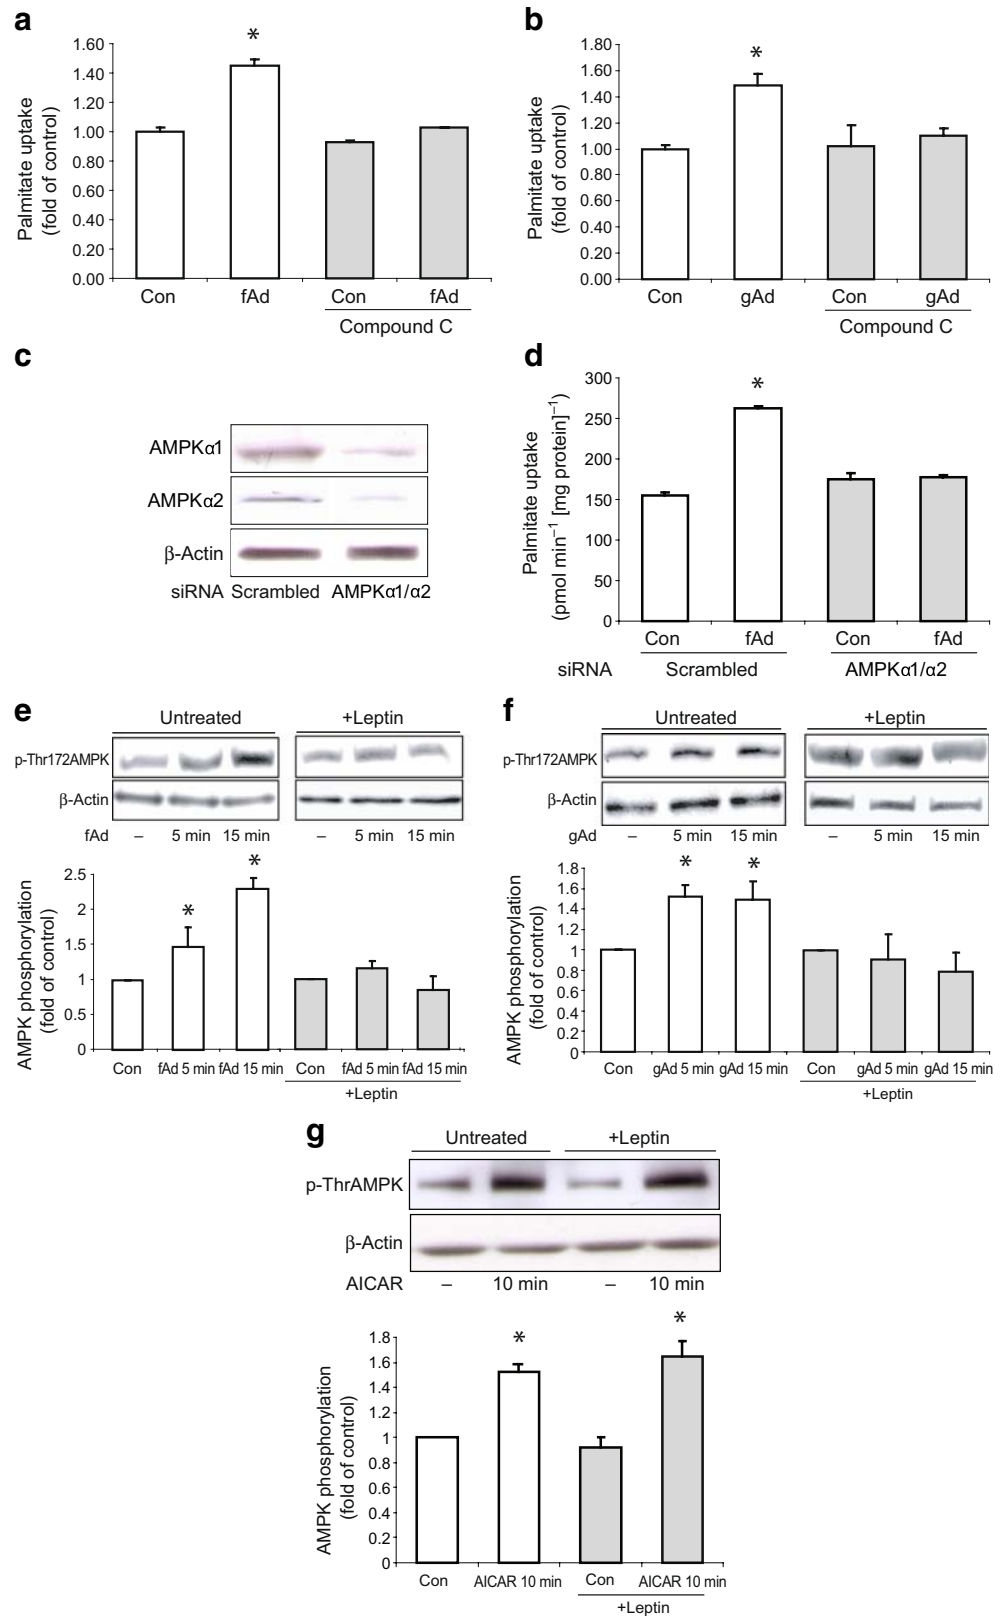 a
*
Palmitate uptake
(fold of control)
1.60
1.40
1.20
1.00
0.80
0.60
0.40
0.20
0.00
Con fAd Con fAd
Compound C
b
*
Palmitate uptake
(fold of control)
1.80
1.60
1.40
1.20
1.00
0.80
0.60
0.40
0.20
0.00
Con gAd Con gAd
Compound C
c
AMPKα1
AMPKα2
β-Actin
siRNA Scrambled AMPKα1/α2
d
*
Palmitate uptake
(pmol min⁻¹ [mg protein]⁻¹)
300
250
200
150
100
50
0
Con fAd Con fAd
siRNA Scrambled AMPKα1/α2
e
Untreated +Leptin
p-Thr172AMPK
β-Actin
fAd – 5 min 15 min – 5 min 15 min
* *
AMPK phosphorylation
(fold of control)
2.5
2
1.5
1
0.5
0
Con fAd 5 min fAd 15 min Con fAd 5 min fAd 15 min
+Leptin
f
Untreated +Leptin
p-Thr172AMPK
β-Actin
gAd – 5 min 15 min – 5 min 15 min
* *
AMPK phosphorylation
(fold of control)
1.8
1.6
1.4
1.2
1
0.8
0.6
0.4
0.2
0
Con gAd 5 min gAd 15 min Con gAd 5 min gAd 15 min
+Leptin
g
Untreated +Leptin
p-ThrAMPK
β-Actin
AICAR – 10 min – 10 min
* *
AMPK phosphorylation
(fold of control)
1.8
1.6
1.4
1.2
1
0.8
0.6
0.4
0.2
0
Con AICAR 10 min Con AICAR 10 min
+Leptin